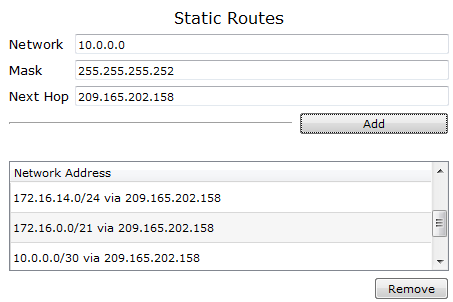 Static Routes
Network 10.0.0.0
Mask 255.255.255.252
Next Hop 209.165.202.158
Add
Network Address
172.16.14.0/24 via 209.165.202.158
172.16.0.0/21 via 209.165.202.158
10.0.0.0/30 via 209.165.202.158
Remove